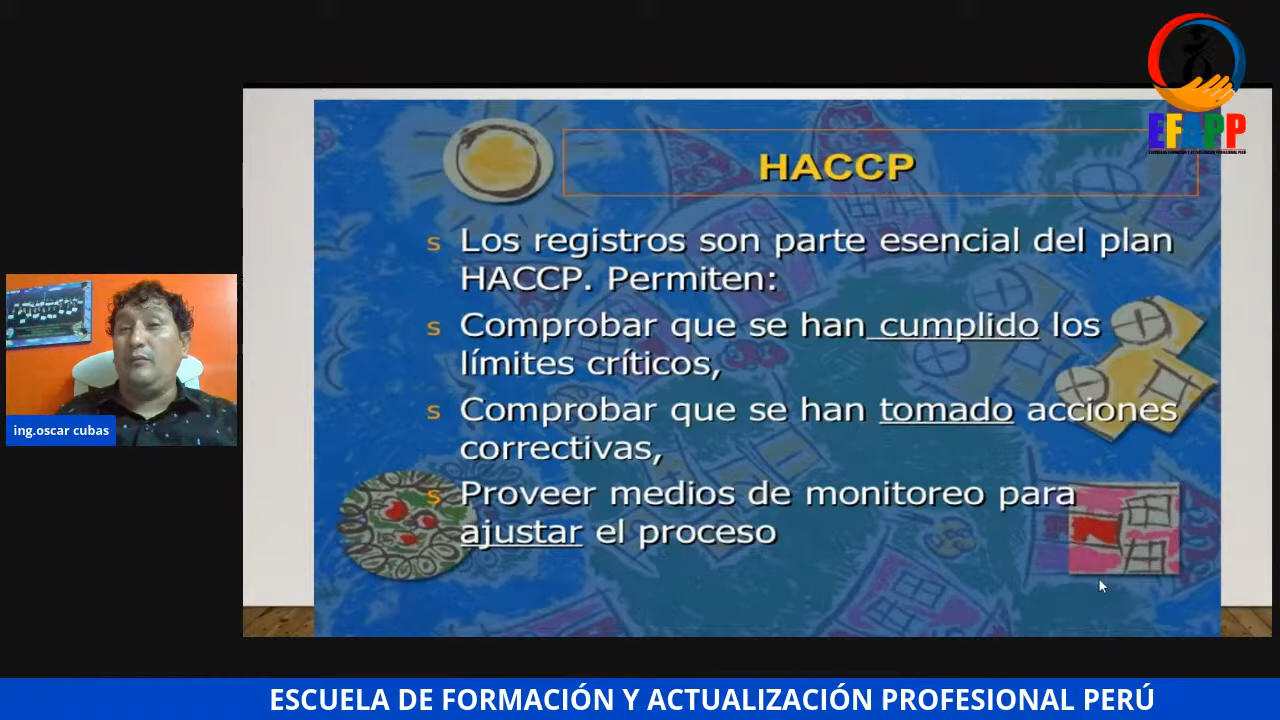 EFAPP
HACCP
s Los registros son parte esencial del plan
HACCP. Permiten:
s Comprobar que se han cumplido los
límites críticos,
s Comprobar que se han tomado acciones
correctivas,
s Proveer medios de monitoreo para
ajustar el proceso
ing.oscar cubas
ESCUELA DE FORMACIÓN Y ACTUALIZACIÓN PROFESIONAL PERÚ